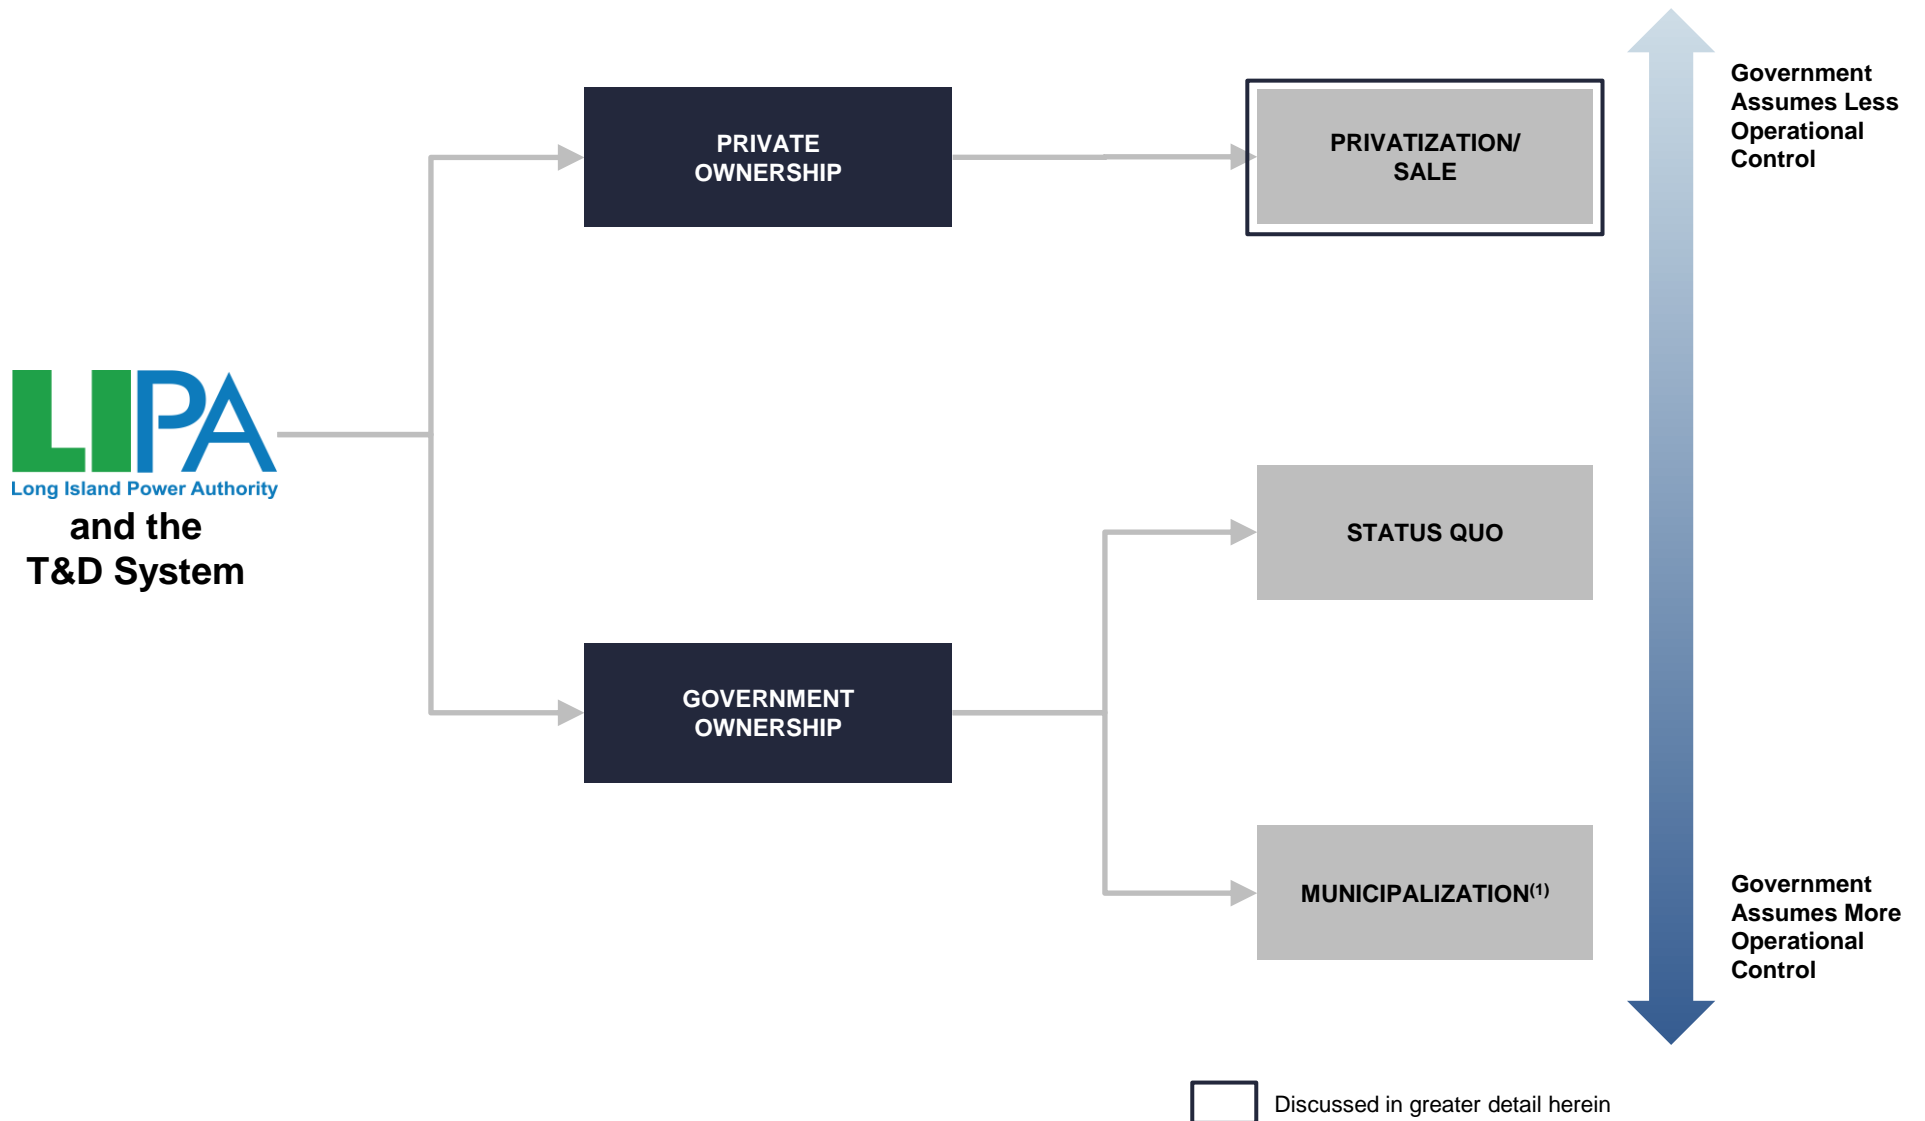 PRIVATE
OWNERSHIP
PRIVATIZATION/
SALE
Government
Assumes Less
Operational
Control
LIPA
Long Island Power Authority
and the
T&D System
STATUS QUO
GOVERNMENT
OWNERSHIP
MUNICIPALIZATION(1)
Government
Assumes More
Operational
Control
Discussed in greater detail herein